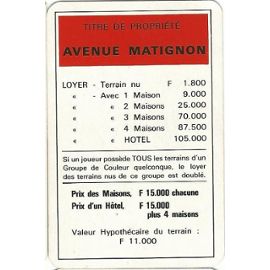 TITRE DE PROPRIÉTÉ
AVENUE MATIGNON
LOYER - Terrain nu F 1.800
« - Avec 1 Maison 9.000
« « 2 Maisons 25.000
« « 3 Maisons 70.000
« « 4 Maisons 87.500
« « HOTEL 105.000
Si un joueur possède TOUS les terrains d'un
Groupe de Couleur quelconque, le loyer
des terrains nus de ce groupe est doublé.
Prix des Maisons, F 15.000 chacune
Prix d'un Hôtel, F 15.000
plus 4 maisons
Valeur Hypothécaire du terrain :
F 11.000